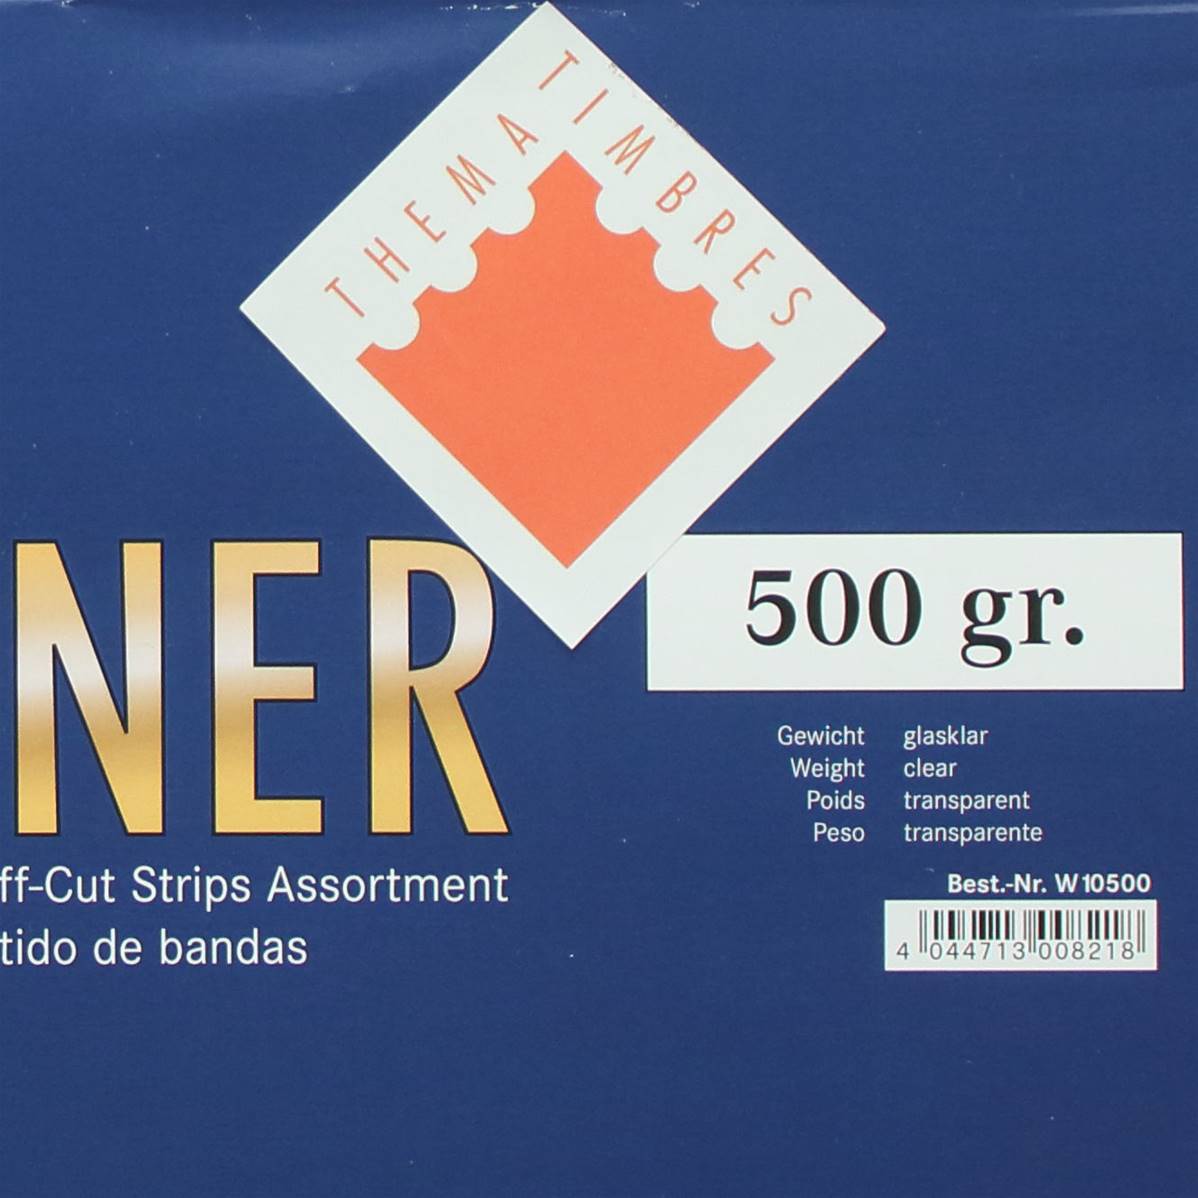 THEMA TIMBRES
NER
500 gr.
ff-Cut Strips Assortment
tido de bandas
Gewicht glasklar
Weight clear
Poids transparent
Peso transparente
Best.-Nr. W10500
4 044713 008218